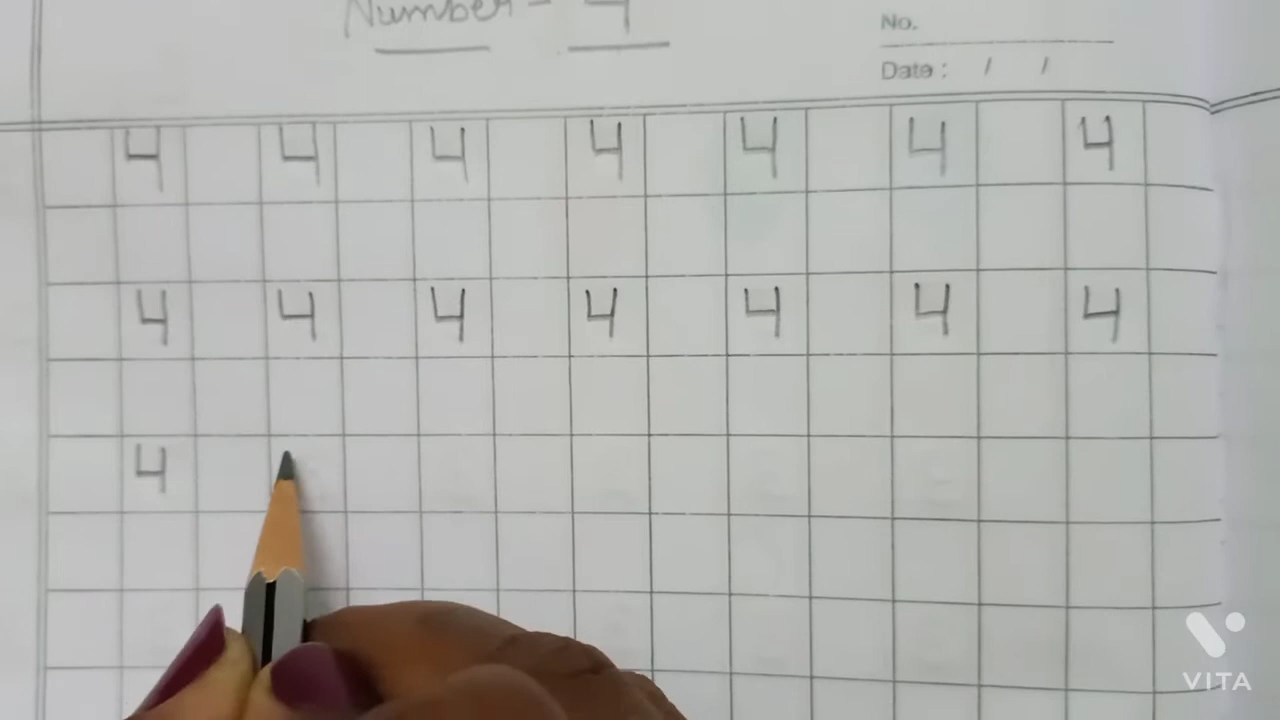 Number - 4
No.
Date : / /
4 4 4 4 4 4 4
4 4 4 4 4 4 4
4
VITA